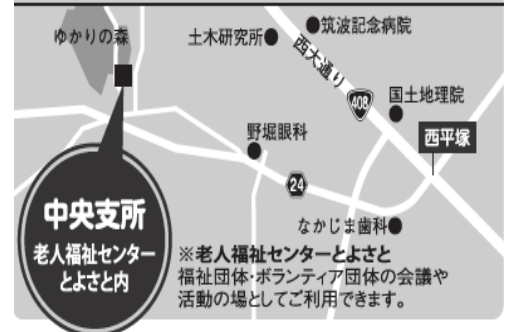 ゆかりの森
土木研究所
筑波記念病院
西大通り
408
国土地理院
西平塚
野堀眼科
24
なかじま歯科
中央支所
老人福祉センター
とよさと内
※老人福祉センターとよさと
福祉団体・ボランティア団体の会議や
活動の場としてご利用できます。